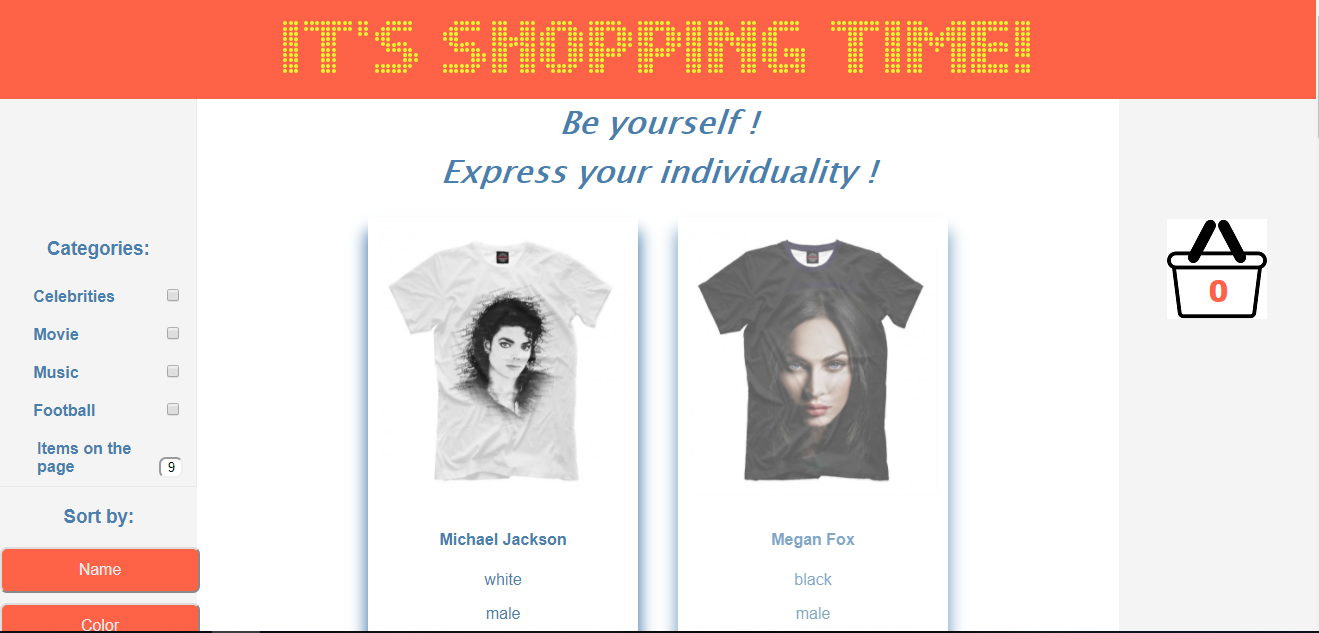 IT'S SHOPPING TIME!
Be yourself !
Express your individuality !
Categories:
Celebrities
Movie
Music
Football
Items on the
page
9
Sort by:
Name
Color
Michael Jackson
white
male
Megan Fox
black
male
0